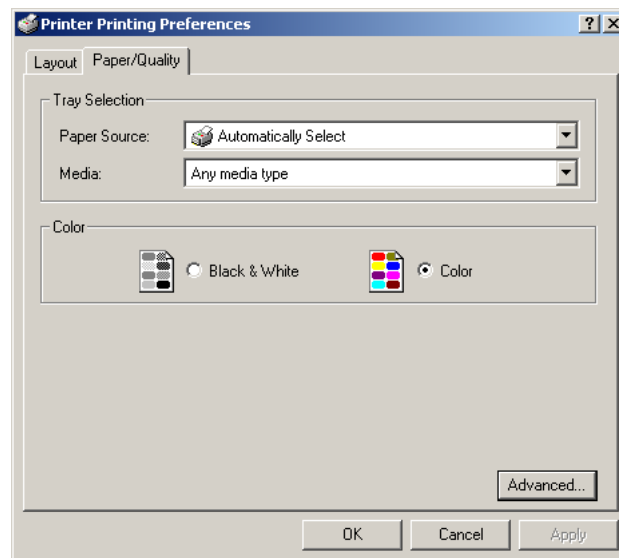 Printer Printing Preferences
Layout
Paper/Quality
Tray Selection
Paper Source:
Automatically Select
Media:
Any media type
Color
Black & White
Color
Advanced...
OK
Cancel
Apply